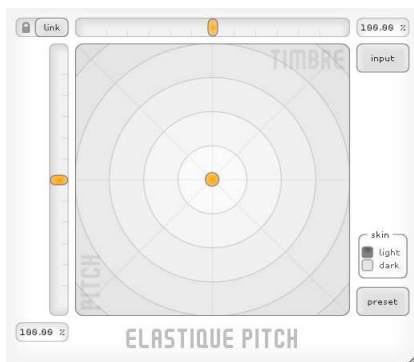 link
100.00 %
TIMBRE
input
PITCH
skin
light
dark
preset
100.00 %
ELASTIQUE PITCH